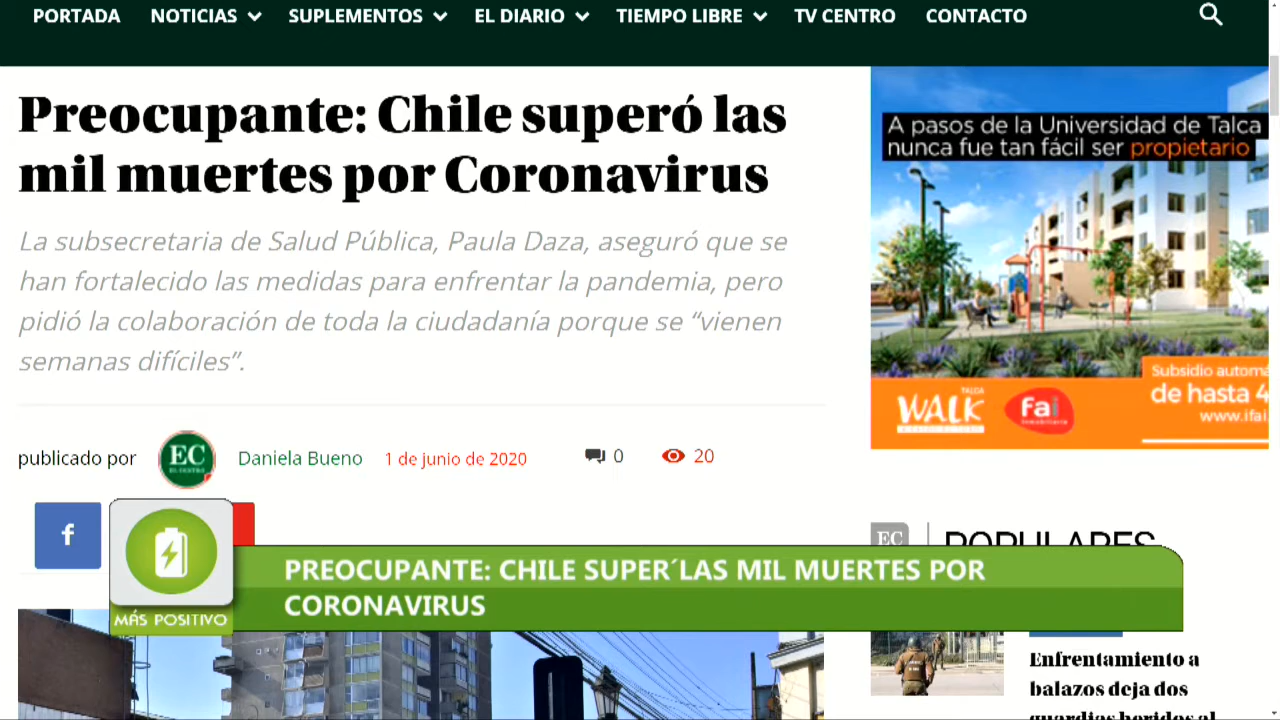 PORTADA NOTICIAS SUPLEMENTOS EL DIARIO TIEMPO LIBRE TV CENTRO CONTACTO
Preocupante: Chile superó las
mil muertes por Coronavirus
La subsecretaria de Salud Pública, Paula Daza, aseguró que se
han fortalecido las medidas para enfrentar la pandemia, pero
pidió la colaboración de toda la ciudadanía porque se “vienen
semanas difíciles”.
publicado por EC Daniela Bueno 1 de junio de 2020 0 20
f
A pasos de la Universidad de Talca
nunca fue tan fácil ser propietario
Subsidio automá
de hasta 4
www.ifai.
TALCA
WALK
fai
EC POPULARES
PREOCUPANTE: CHILE SUPER´LAS MIL MUERTES POR
CORONAVIRUS
MÁS POSITIVO
Enfrentamiento a
balazos deja dos
guardias heridos al